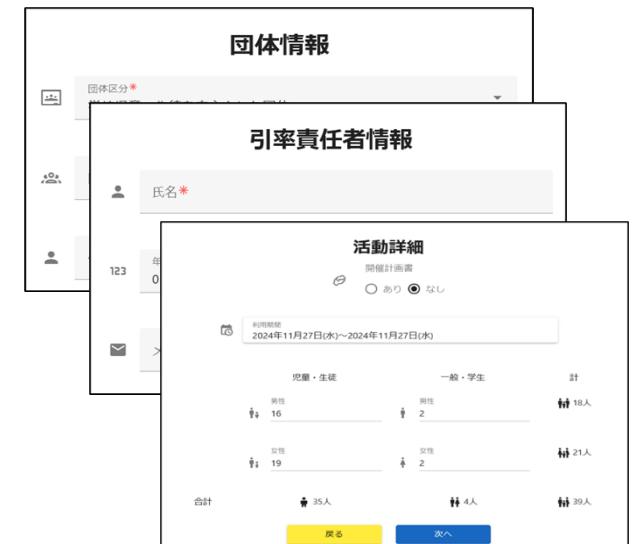 団体情報
団体区分*
引率責任者情報
氏名*
123
0
活動詳細
開催計画書
あり なし
利用期間
2024年11月27日(水)～2024年11月27日(水)
児童・生徒 一般・学生 計
男性 男性
16 2 18人
女性 女性
19 2 21人
合計 35人 4人 39人
戻る 次へ